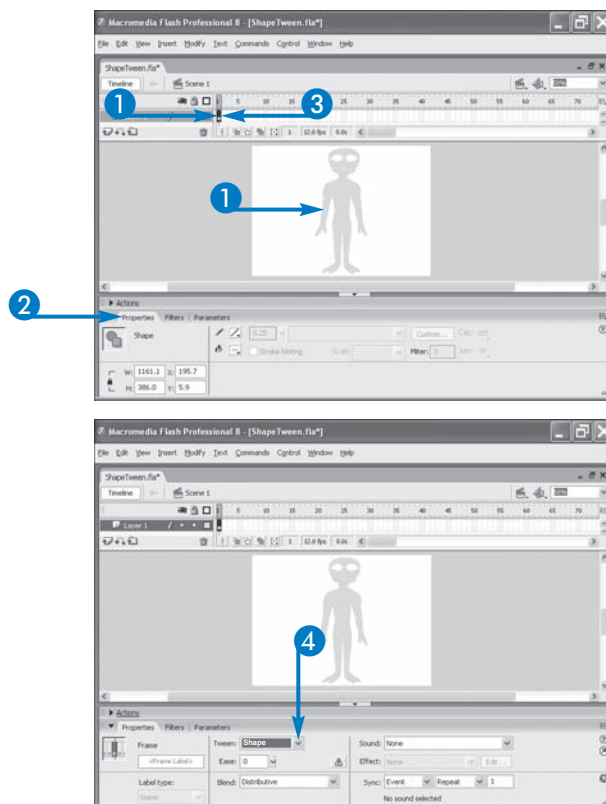 Macromedia Flash Professional 8 - [ShapeTween.fla*]
File Edit View Insert Modify Text Commands Control Window Help
ShapeTween.fla*
Timeline Scene 1
5 10 15 20 25 30 35 40 45 50 55 60 65 70
1 3
1 12.0 fps 0.0s
1
Actions
2
Properties Filters Parameters
Shape 0.25 Custom... Cap:
Stroke hinting Scale: Miter: 3 Join:
W: 1161.1 X: 195.7
H: 386.0 Y: 5.9
Macromedia Flash Professional 8 - [ShapeTween.fla*]
File Edit View Insert Modify Text Commands Control Window Help
ShapeTween.fla*
Timeline Scene 1
5 10 15 20 25 30 35 40 45 50 55 60 65 70
Layer 1
1 12.0 fps 0.0s
4
Actions
Properties Filters Parameters
Frame Tween: Shape Sound: None
<Frame Label> Ease: 0 Effect: None Edit...
Label type: Blend: Distributive Sync: Event Repeat 1
Name No sound selected